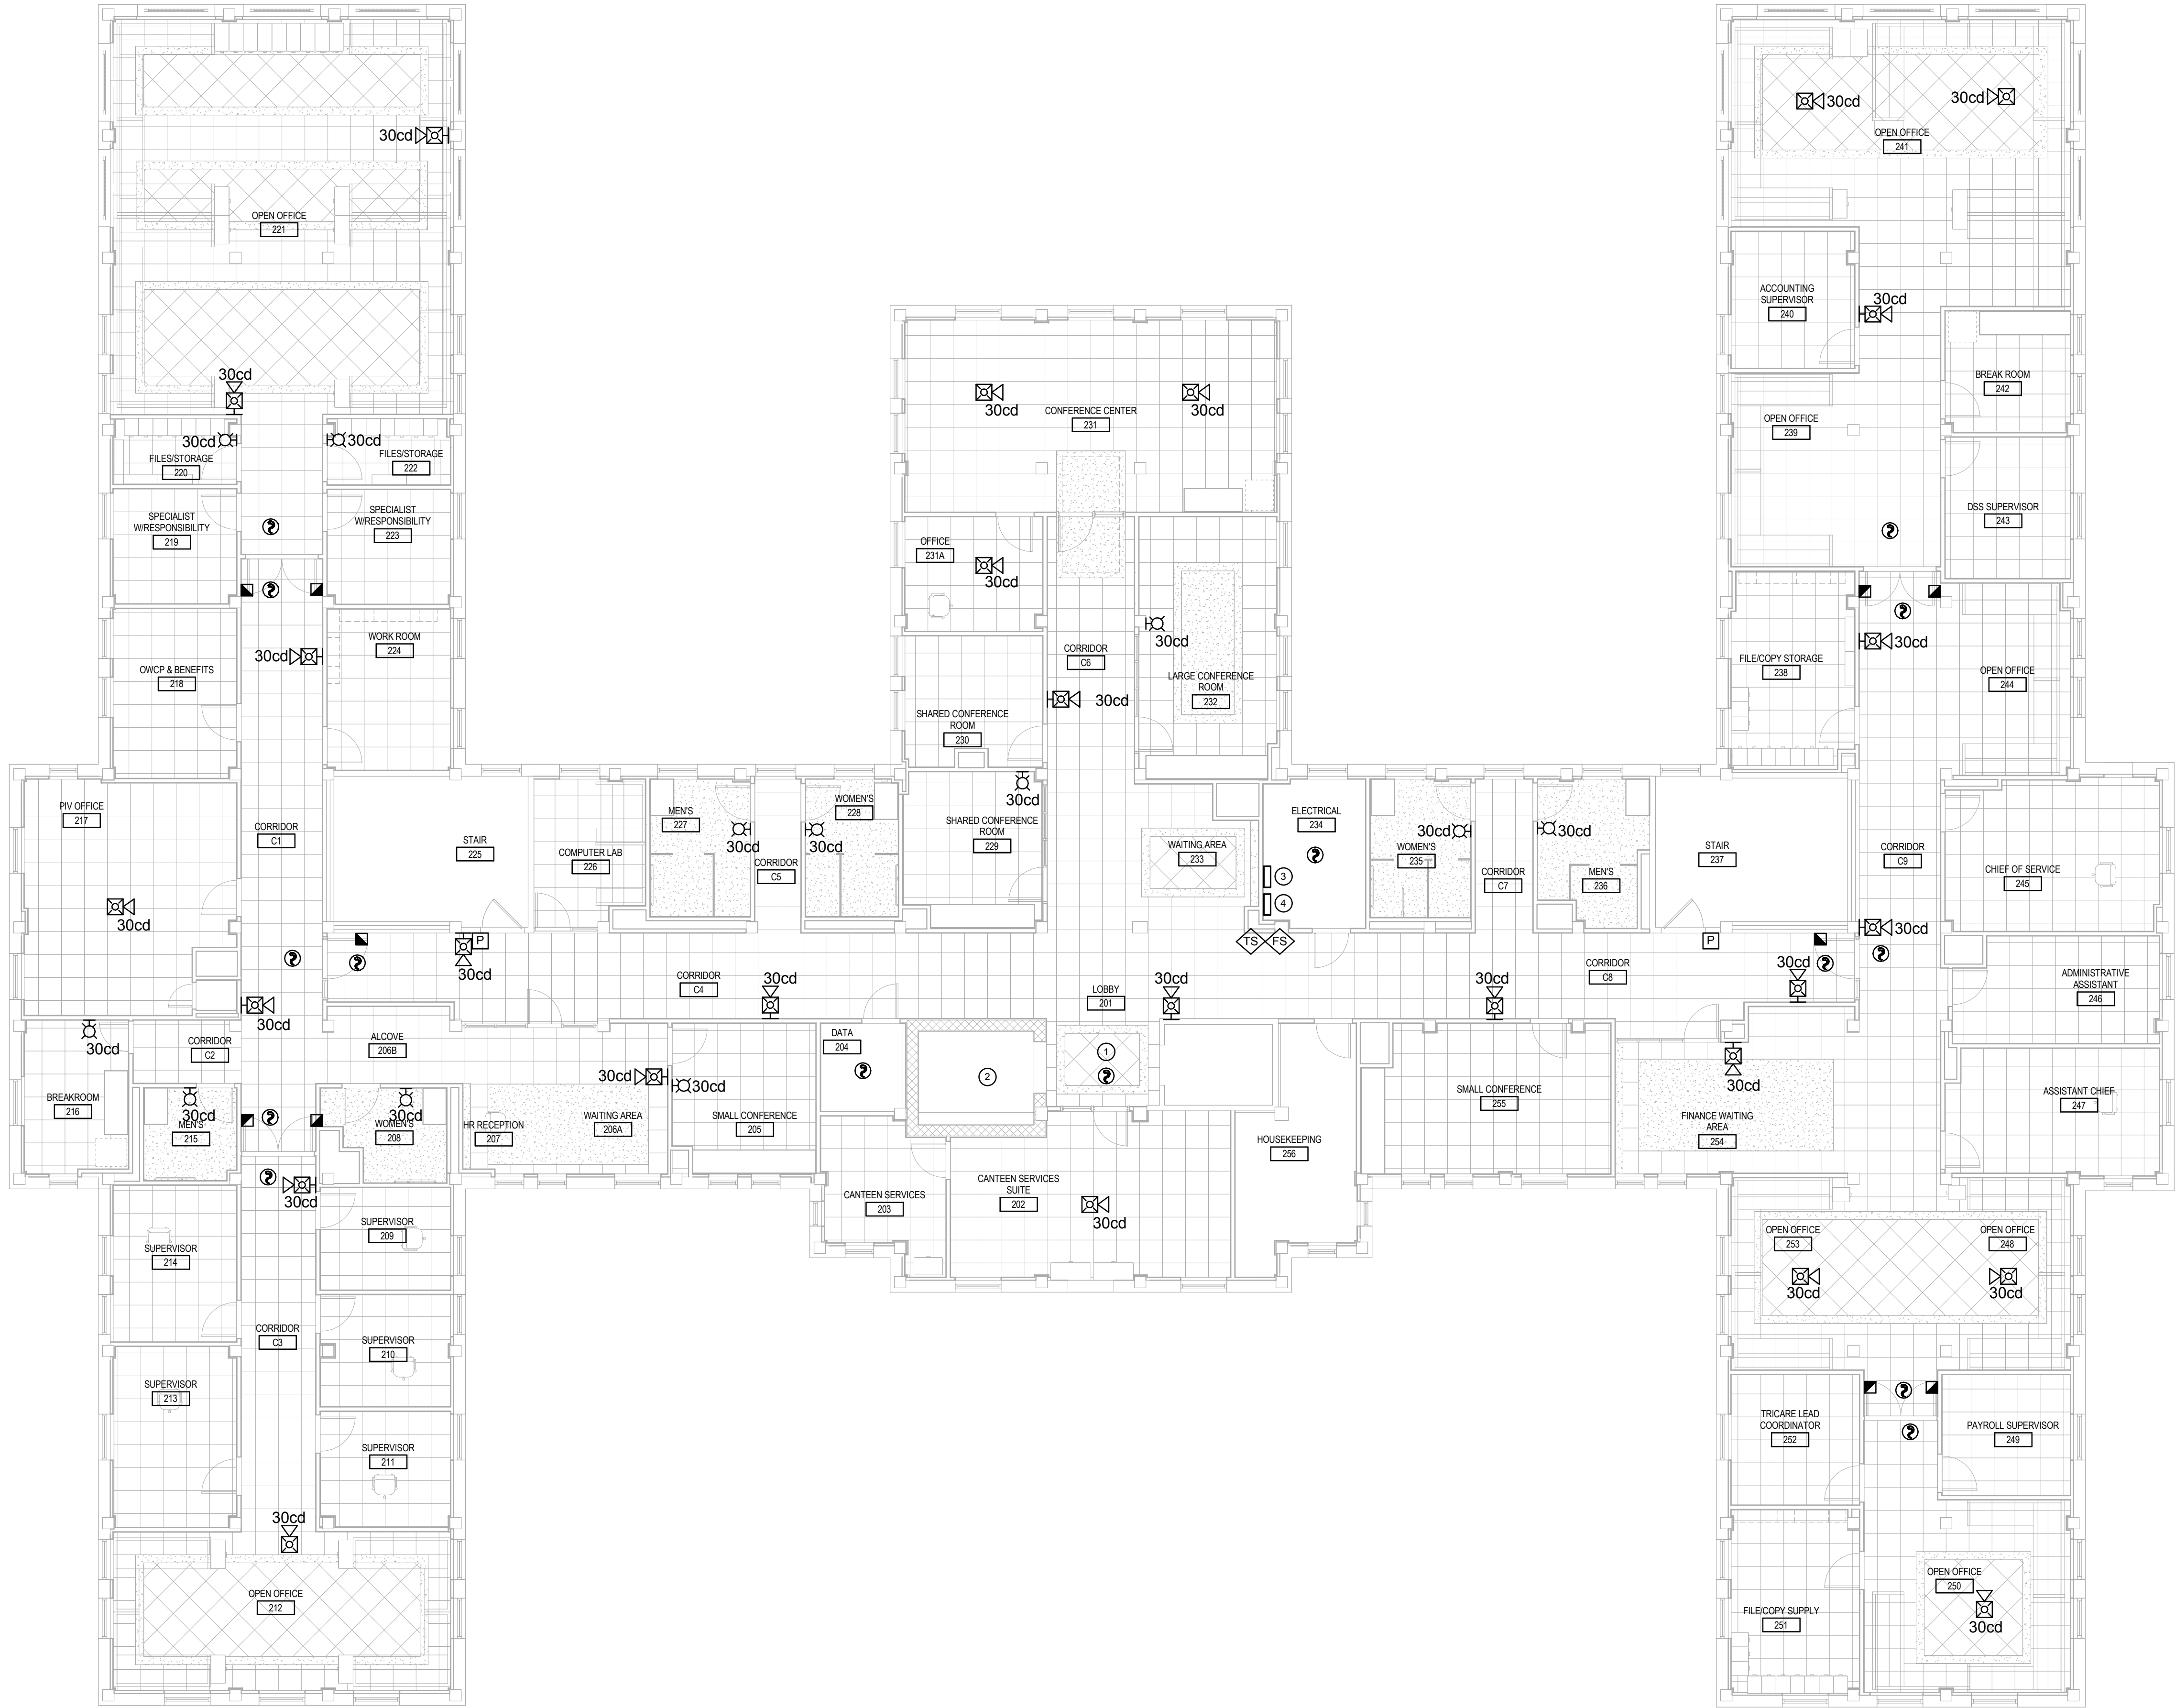 30cd
30cd
OPEN OFFICE
241
30cd
OPEN OFFICE
221
ACCOUNTING
SUPERVISOR
240
30cd
30cd
BREAK ROOM
242
30cd
30cd
CONFERENCE CENTER
231
OPEN OFFICE
239
30cd
FILES/STORAGE
220
30cd
FILES/STORAGE
222
SPECIALIST
W/RESPONSIBILITY
219
SPECIALIST
W/RESPONSIBILITY
223
DSS SUPERVISOR
243
OFFICE
231A
30cd
30cd
WORK ROOM
224
30cd
CORRIDOR
C6
30cd
OWCP & BENEFITS
218
FILE/COPY STORAGE
238
OPEN OFFICE
244
LARGE CONFERENCE
ROOM
232
30cd
SHARED CONFERENCE
ROOM
230
PIV OFFICE
217
CORRIDOR
C1
STAIR
225
COMPUTER LAB
226
MEN'S
227
30cd
CORRIDOR
C5
WOMEN'S
228
30cd
30cd
SHARED CONFERENCE
ROOM
229
WAITING AREA
233
ELECTRICAL
234
3
4
30cd
WOMEN'S
235
CORRIDOR
C7
30cd
MEN'S
236
STAIR
237
CORRIDOR
C9
CHIEF OF SERVICE
245
30cd
30cd
P
30cd
TS
FS
P
30cd
CORRIDOR
C4
30cd
LOBBY
201
30cd
30cd
CORRIDOR
C8
30cd
ADMINISTRATIVE
ASSISTANT
246
30cd
30cd
CORRIDOR
C2
ALCOVE
206B
DATA
204
1
2
30cd
30cd
30cd
BREAKROOM
216
30cd
MEN'S
215
30cd
WOMEN'S
208
HR RECEPTION
207
WAITING AREA
206A
SMALL CONFERENCE
205
SMALL CONFERENCE
255
FINANCE WAITING
AREA
254
ASSISTANT CHIEF
247
HOUSEKEEPING
256
30cd
CANTEEN SERVICES
203
CANTEEN SERVICES
SUITE
202
30cd
SUPERVISOR
209
SUPERVISOR
214
OPEN OFFICE
253
30cd
OPEN OFFICE
248
30cd
CORRIDOR
C3
SUPERVISOR
210
SUPERVISOR
213
SUPERVISOR
211
TRICARE LEAD
COORDINATOR
252
PAYROLL SUPERVISOR
249
30cd
OPEN OFFICE
212
OPEN OFFICE
250
30cd
FILE/COPY SUPPLY
251